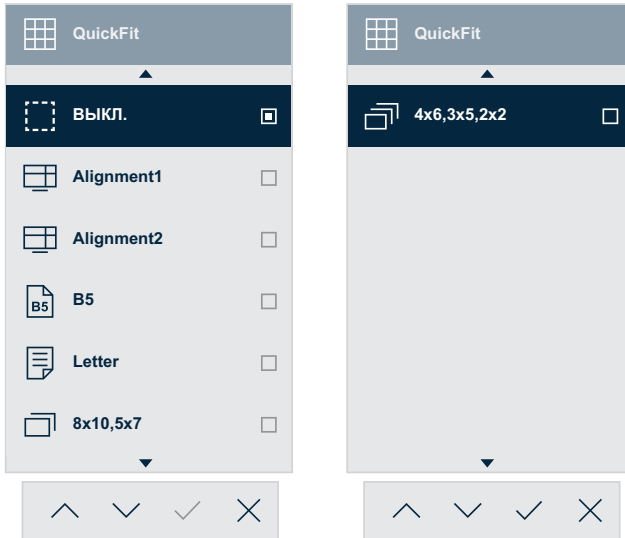 QuickFit
ВЫКЛ.
Alignment1
Alignment2
B5
B5
Letter
8x10,5x7
QuickFit
4x6,3x5,2x2